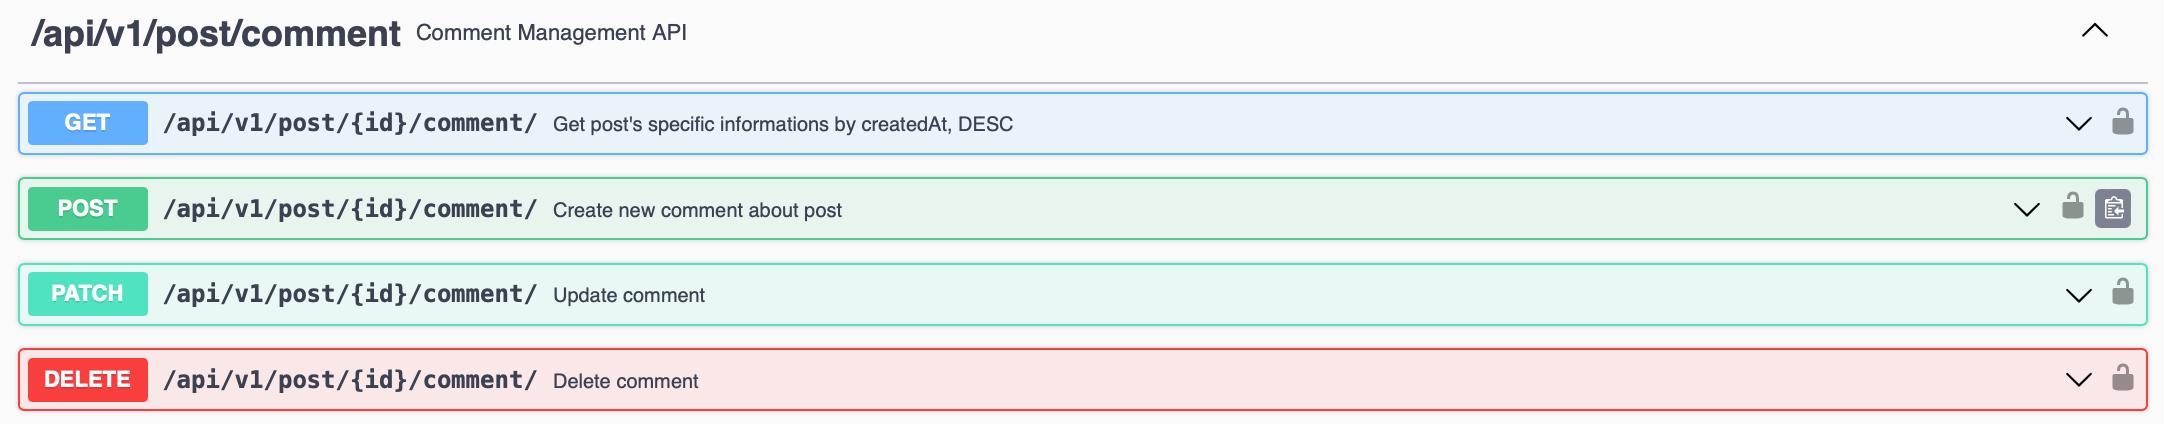 /api/v1/post/comment Comment Management API
GET /api/v1/post/{id}/comment/ Get post's specific informations by createdAt, DESC
POST /api/v1/post/{id}/comment/ Create new comment about post
PATCH /api/v1/post/{id}/comment/ Update comment
DELETE /api/v1/post/{id}/comment/ Delete comment